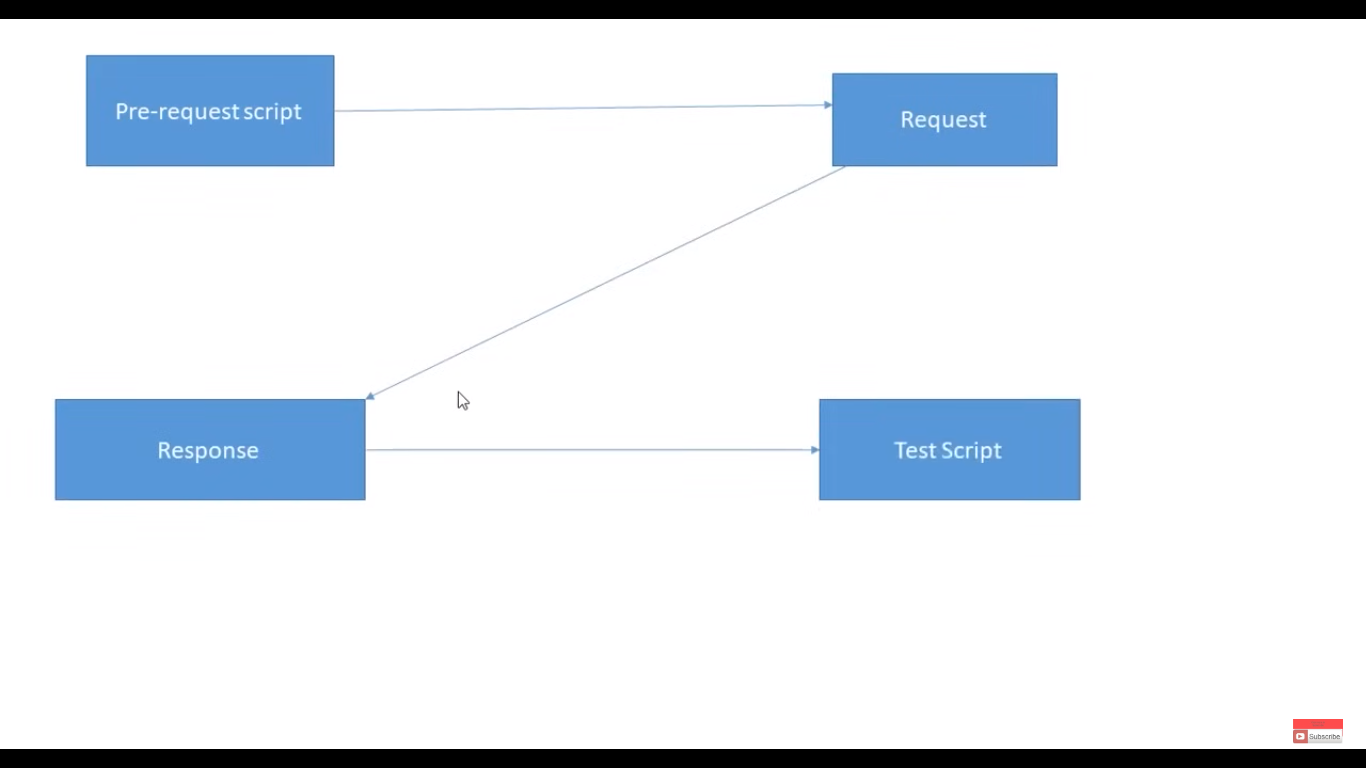 Pre-request script
Request
Response
Test Script
Subscribe